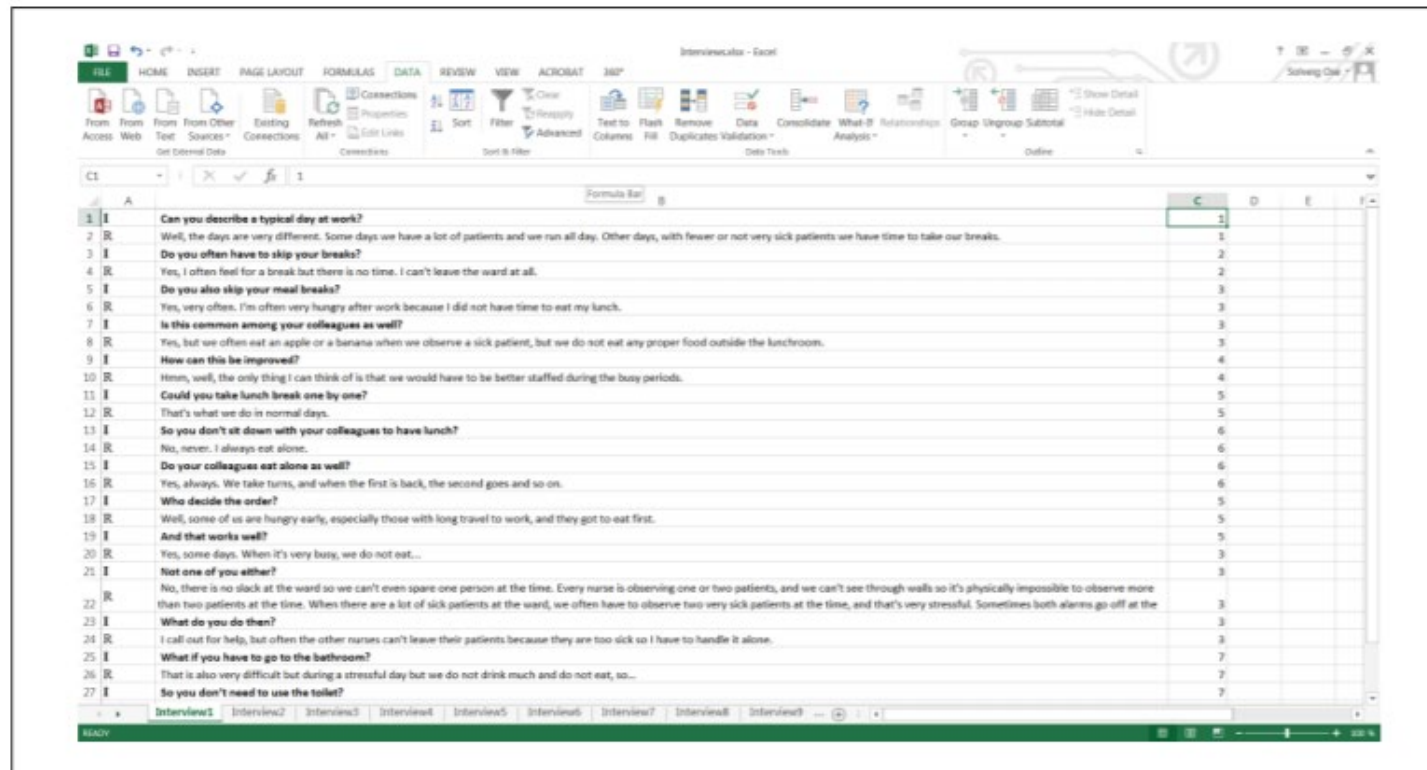 Interviews.xlsx - Excel
FILE HOME INSERT PAGE LAYOUT FORMULAS DATA REVIEW VIEW ACROBAT 360°
From Access From Web From Text From Other Sources Existing Connections Refresh All Connections Properties Edit Links Sort Filter Clear Reapply Advanced Text to Columns Flash Fill Remove Duplicates Data Validation Consolidate What-If Analysis Relationships Group Ungroup Subtotal Show Detail Hide Detail
Get External Data Connections Sort & Filter Data Tools Outline
C1 fx 1
Formula Bar
A B C D E
1 I Can you describe a typical day at work? 1
2 R Well, the days are very different. Some days we have a lot of patients and we run all day. Other days, with fewer or not very sick patients we have time to take our breaks. 1
3 I Do you often have to skip your breaks? 2
4 R Yes, I often feel for a break but there is no time. I can't leave the ward at all. 2
5 I Do you also skip your meal breaks? 3
6 R Yes, very often. I'm often very hungry after work because I did not have time to eat my lunch. 3
7 I Is this common among your colleagues as well? 3
8 R Yes, but we often eat an apple or a banana when we observe a sick patient, but we do not eat any proper food outside the lunchroom. 3
9 I How can this be improved? 4
10 R Hmm, well, the only thing I can think of is that we would have to be better staffed during the busy periods. 4
11 I Could you take lunch break one by one? 5
12 R That's what we do in normal days. 5
13 I So you don't sit down with your colleagues to have lunch? 6
14 R No, never. I always eat alone. 6
15 I Do your colleagues eat alone as well? 6
16 R Yes, always. We take turns, and when the first is back, the second goes and so on. 6
17 I Who decide the order? 5
18 R Well, some of us are hungry early, especially those with long travel to work, and they got to eat first. 5
19 I And that works well? 5
20 R Yes, some days. When it's very busy, we do not eat... 3
21 I Not one of you either? 3
R No, there is no slack at the ward so we can't even spare one person at the time. Every nurse is observing one or two patients, and we can't see through walls so it's physically impossible to observe more
22 than two patients at the time. When there are a lot of sick patients at the ward, we often have to observe two very sick patients at the time, and that's very stressful. Sometimes both alarms go off at the 3
23 I What do you do then? 3
24 R I call out for help, but often the other nurses can't leave their patients because they are too sick so I have to handle it alone. 3
25 I What if you have to go to the bathroom? 7
26 R That is also very difficult but during a stressful day but we do not drink much and do not eat, so... 7
27 I So you don't need to use the toilet? 7
Interview1 Interview2 Interview3 Interview4 Interview5 Interview6 Interview7 Interview8 Interview9 ...
READY 100 %